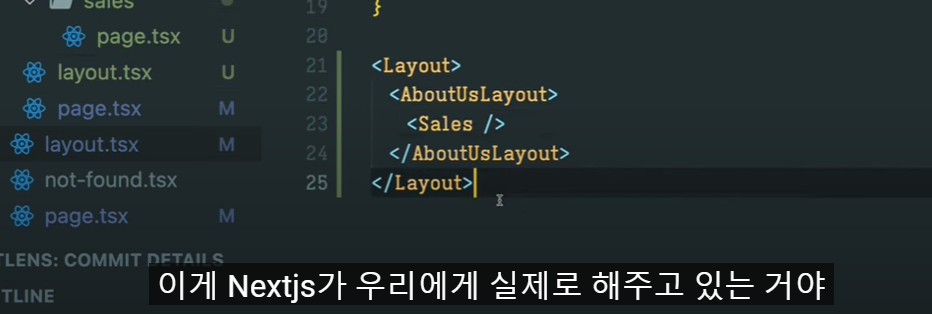 sales
page.tsx U
layout.tsx U
page.tsx M
layout.tsx M
not-found.tsx
page.tsx M
TLENS: COMMIT DETAILS
TLINE
19 }
20
21 <Layout>
22 <AboutUsLayout>
23 <Sales />
24 </AboutUsLayout>
25 </Layout>
이게 Nextjs가 우리에게 실제로 해주고 있는 거야